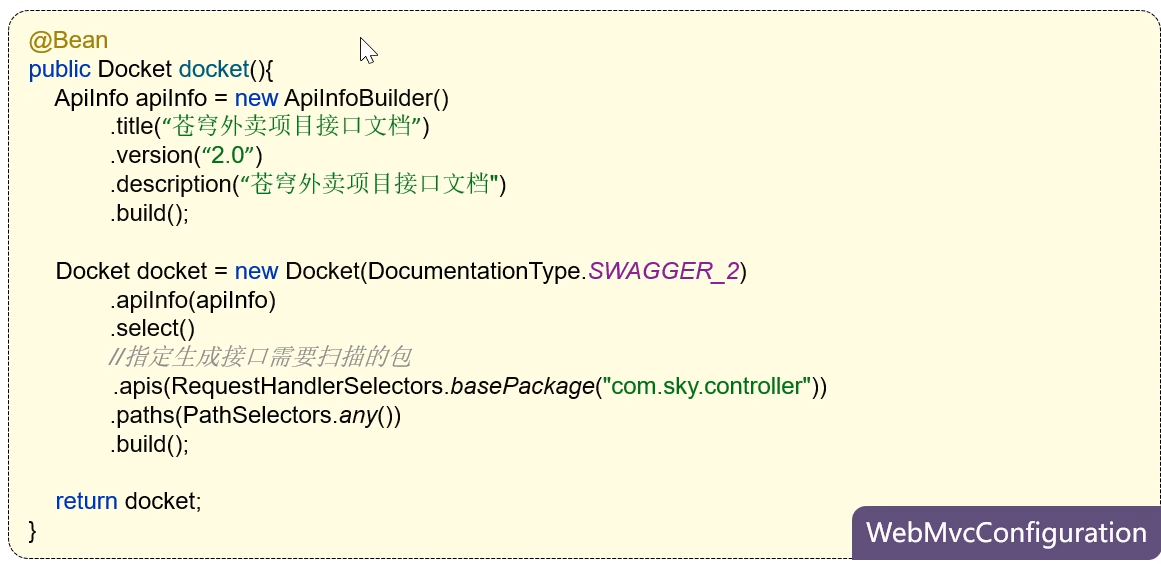 @Bean
public Docket docket(){
    ApiInfo apiInfo = new ApiInfoBuilder()
            .title(“苍穹外卖项目接口文档”)
            .version(“2.0”)
            .description(“苍穹外卖项目接口文档")
            .build();

    Docket docket = new Docket(DocumentationType.SWAGGER_2)
            .apiInfo(apiInfo)
            .select()
            //指定生成接口需要扫描的包
            .apis(RequestHandlerSelectors.basePackage("com.sky.controller"))
            .paths(PathSelectors.any())
            .build();

    return docket;
}
WebMvcConfiguration